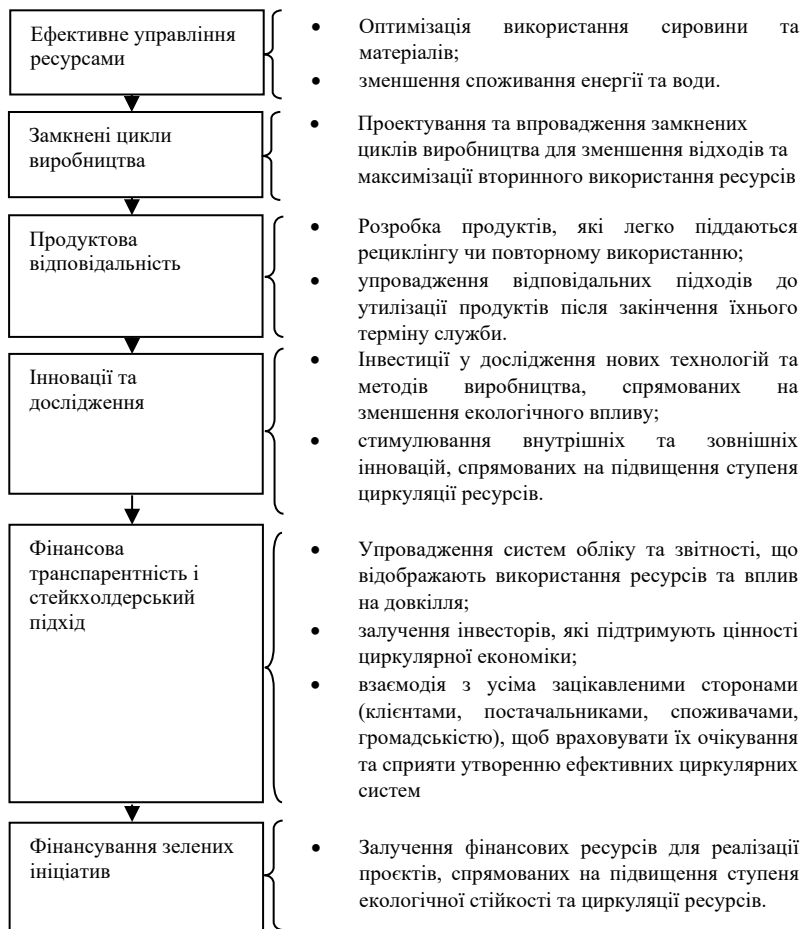 Ефективне управління
ресурсами
• Оптимізація використання сировини та
матеріалів;
• зменшення споживання енергії та води.
Замкнені цикли
виробництва
• Проектування та впровадження замкнених
циклів виробництва для зменшення відходів та
максимізації вторинного використання ресурсів
Продуктова
відповідальність
• Розробка продуктів, які легко піддаються
рециклінгу чи повторному використанню;
• упровадження відповідальних підходів до
утилізації продуктів після закінчення їхнього
терміну служби.
Інновації та
дослідження
• Інвестиції у дослідження нових технологій та
методів виробництва, спрямованих на
зменшення екологічного впливу;
• стимулювання внутрішніх та зовнішніх
інновацій, спрямованих на підвищення ступеня
циркуляції ресурсів.
Фінансова
транспарентність і
стейкхолдерський
підхід
• Упровадження систем обліку та звітності, що
відображають використання ресурсів та вплив
на довкілля;
• залучення інвесторів, які підтримують цінності
циркулярної економіки;
• взаємодія з усіма зацікавленими сторонами
(клієнтами, постачальниками, споживачами,
громадськістю), щоб враховувати їх очікування
та сприяти утворенню ефективних циркулярних
систем
Фінансування зелених
ініціатив
• Залучення фінансових ресурсів для реалізації
проєктів, спрямованих на підвищення ступеня
екологічної стійкості та циркуляції ресурсів.